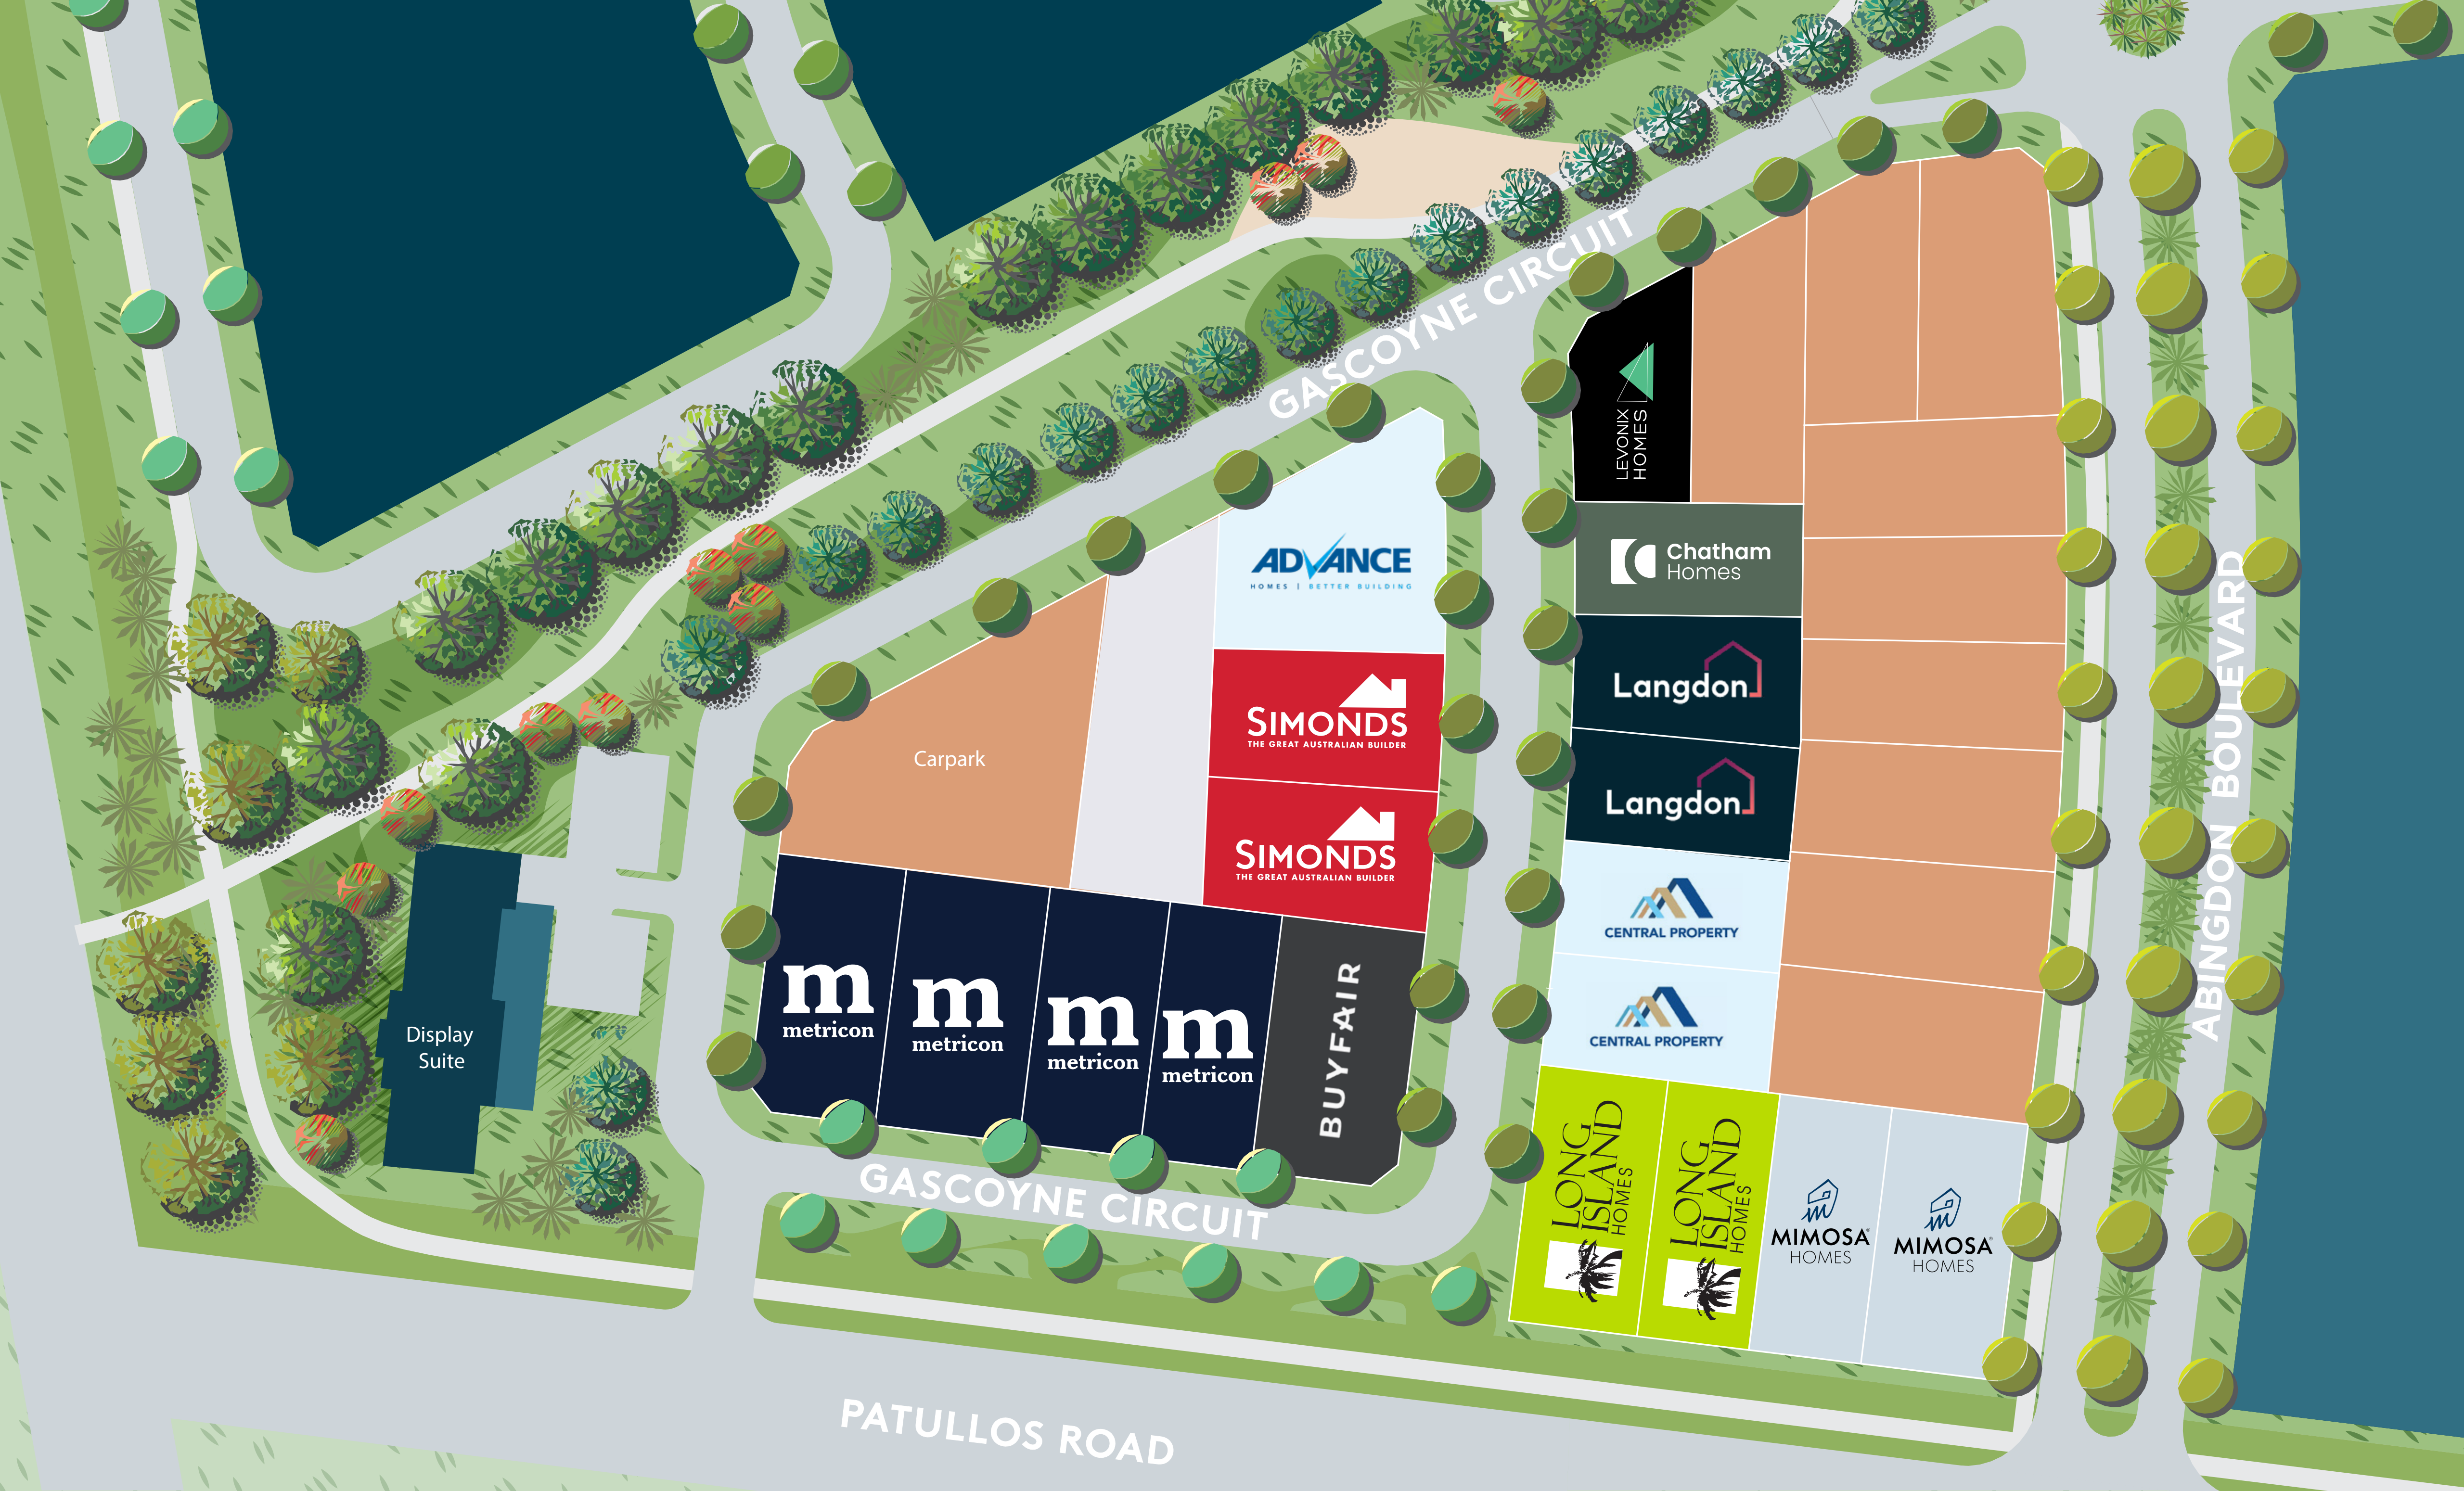 GASCOYNE CIRCUIT
LEVONIX
HOMES
ADVANCE
HOMES | BETTER BUILDING
Chatham
Homes
SIMONDS
THE GREAT AUSTRALIAN BUILDER
Langdon
Carpark
SIMONDS
THE GREAT AUSTRALIAN BUILDER
Langdon
ABINGDON BOULEVARD
CENTRAL PROPERTY
CENTRAL PROPERTY
Display
Suite
metricon
metricon
metricon
metricon
BUYFAIR
GASCOYNE CIRCUIT
LONG
ISLAND
HOMES
LONG
ISLAND
HOMES
MIMOSA
HOMES
MIMOSA
HOMES
PATULLOS ROAD